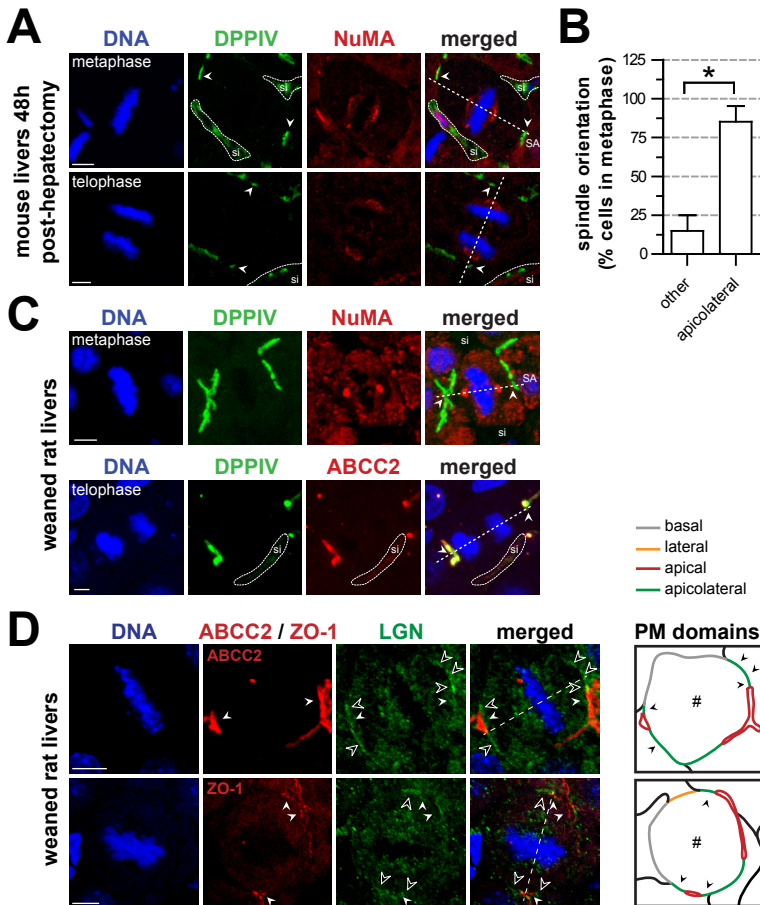 A
mouse livers 48h
post-hepatectomy
DNA DPPIV NuMA merged
metaphase
si
si
si
si
SA
telophase
si
si
B
spindle orientation
(% cells in metaphase)
125
100
75
50
25
0
*
other
apicolateral
C
weaned rat livers
DNA DPPIV NuMA merged
metaphase
si
SA
si
DNA DPPIV ABCC2 merged
telophase
si
si
si
basal
lateral
apical
apicolateral
D
weaned rat livers
DNA ABCC2 / ZO-1 LGN merged
ABCC2
ZO-1
PM domains
#
#